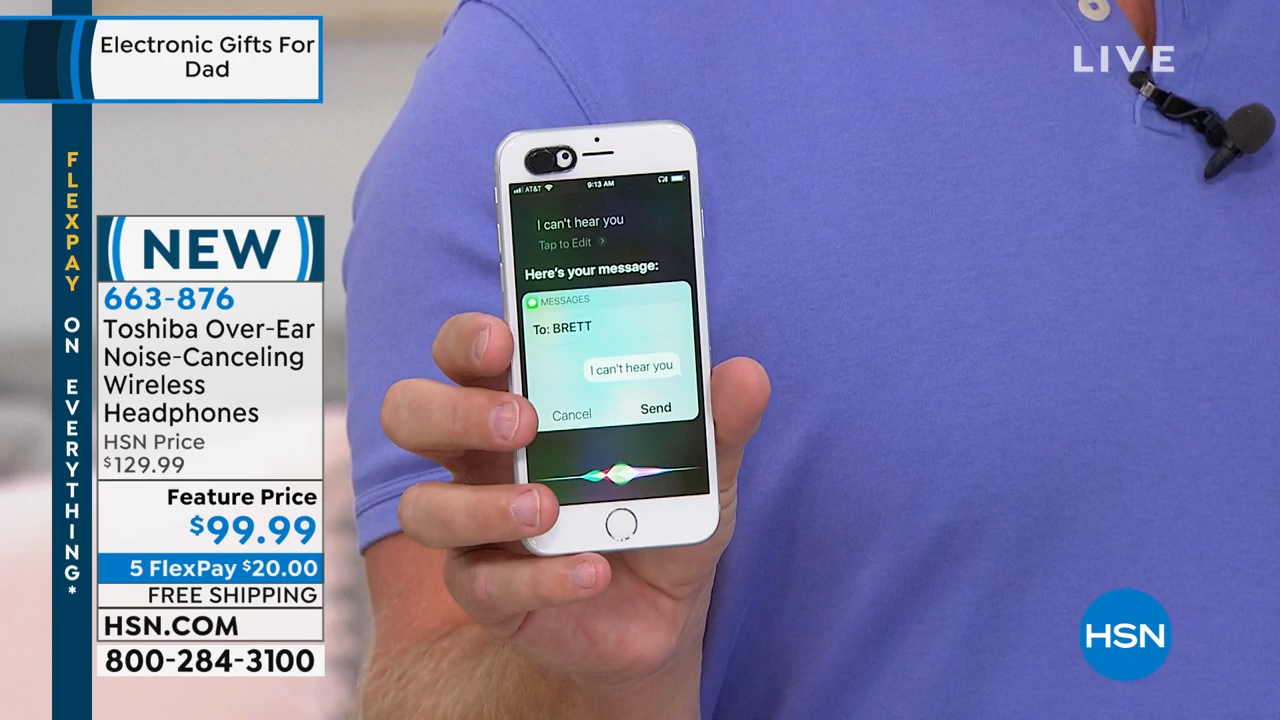 Electronic Gifts For
Dad
LIVE
FLEXPAY ON EVERYTHING*
NEW
663-876
Toshiba Over-Ear
Noise-Canceling
Wireless
Headphones
HSN Price
$129.99
Feature Price
$99.99
5 FlexPay $20.00
FREE SHIPPING
HSN.COM
800-284-3100
AT&T 9:13 AM
I can't hear you
Tap to Edit >
Here's your message:
MESSAGES
To: BRETT
I can't hear you
Cancel Send
HSN